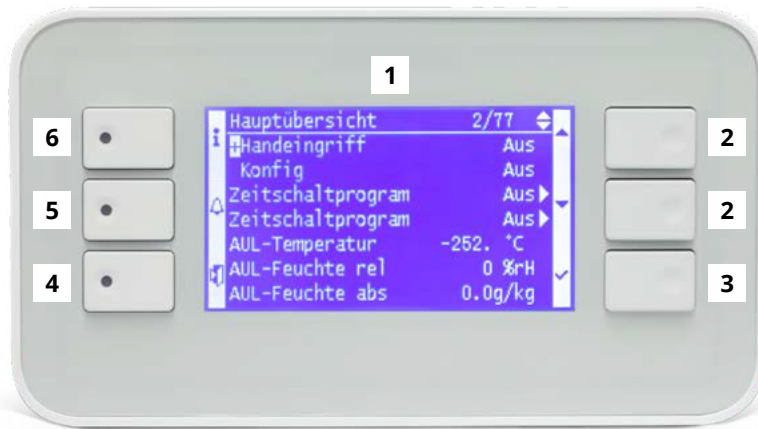 1
6
2
5
2
4
3
Hauptübersicht 2/77
Handeingriff Aus
Konfig Aus
Zeitschaltprogram Aus
Zeitschaltprogram Aus
AUL-Temperatur -252. °C
AUL-Feuchte rel 0 %rH
AUL-Feuchte abs 0.0g/kg